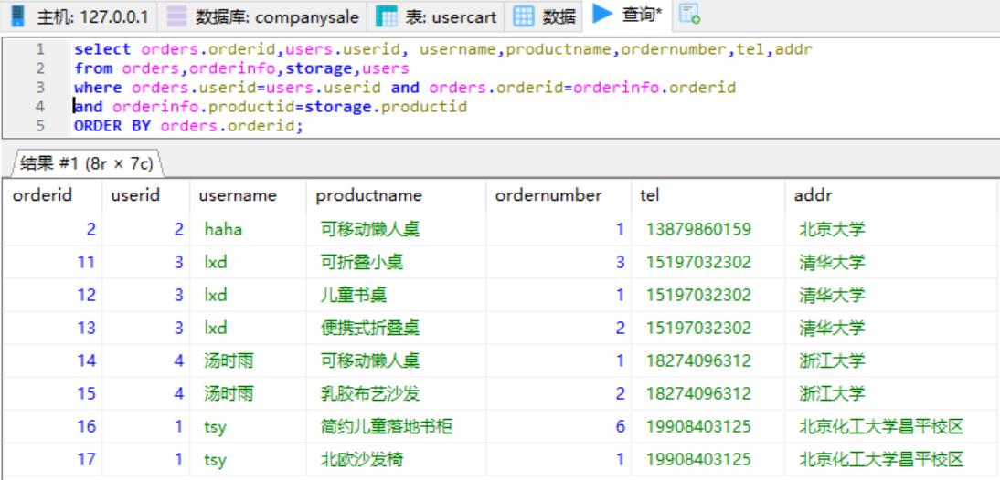 主机: 127.0.0.1 数据库: companysale 表: usercart 数据 查询*
1 select orders.orderid,users.userid, username,productname,ordernumber,tel,addr
2 from orders,orderinfo,storage,users
3 where orders.userid=users.userid and orders.orderid=orderinfo.orderid
4 and orderinfo.productid=storage.productid
5 ORDER BY orders.orderid;
结果 #1 (8r × 7c)
orderid userid username productname ordernumber tel addr
2 2 haha 可移动懒人桌 1 13879860159 北京大学
11 3 lxd 可折叠小桌 3 15197032302 清华大学
12 3 lxd 儿童书桌 1 15197032302 清华大学
13 3 lxd 便携式折叠桌 2 15197032302 清华大学
14 4 汤时雨 可移动懒人桌 1 18274096312 浙江大学
15 4 汤时雨 乳胶布艺沙发 2 18274096312 浙江大学
16 1 tsy 简约儿童落地书柜 6 19908403125 北京化工大学昌平校区
17 1 tsy 北欧沙发椅 1 19908403125 北京化工大学昌平校区